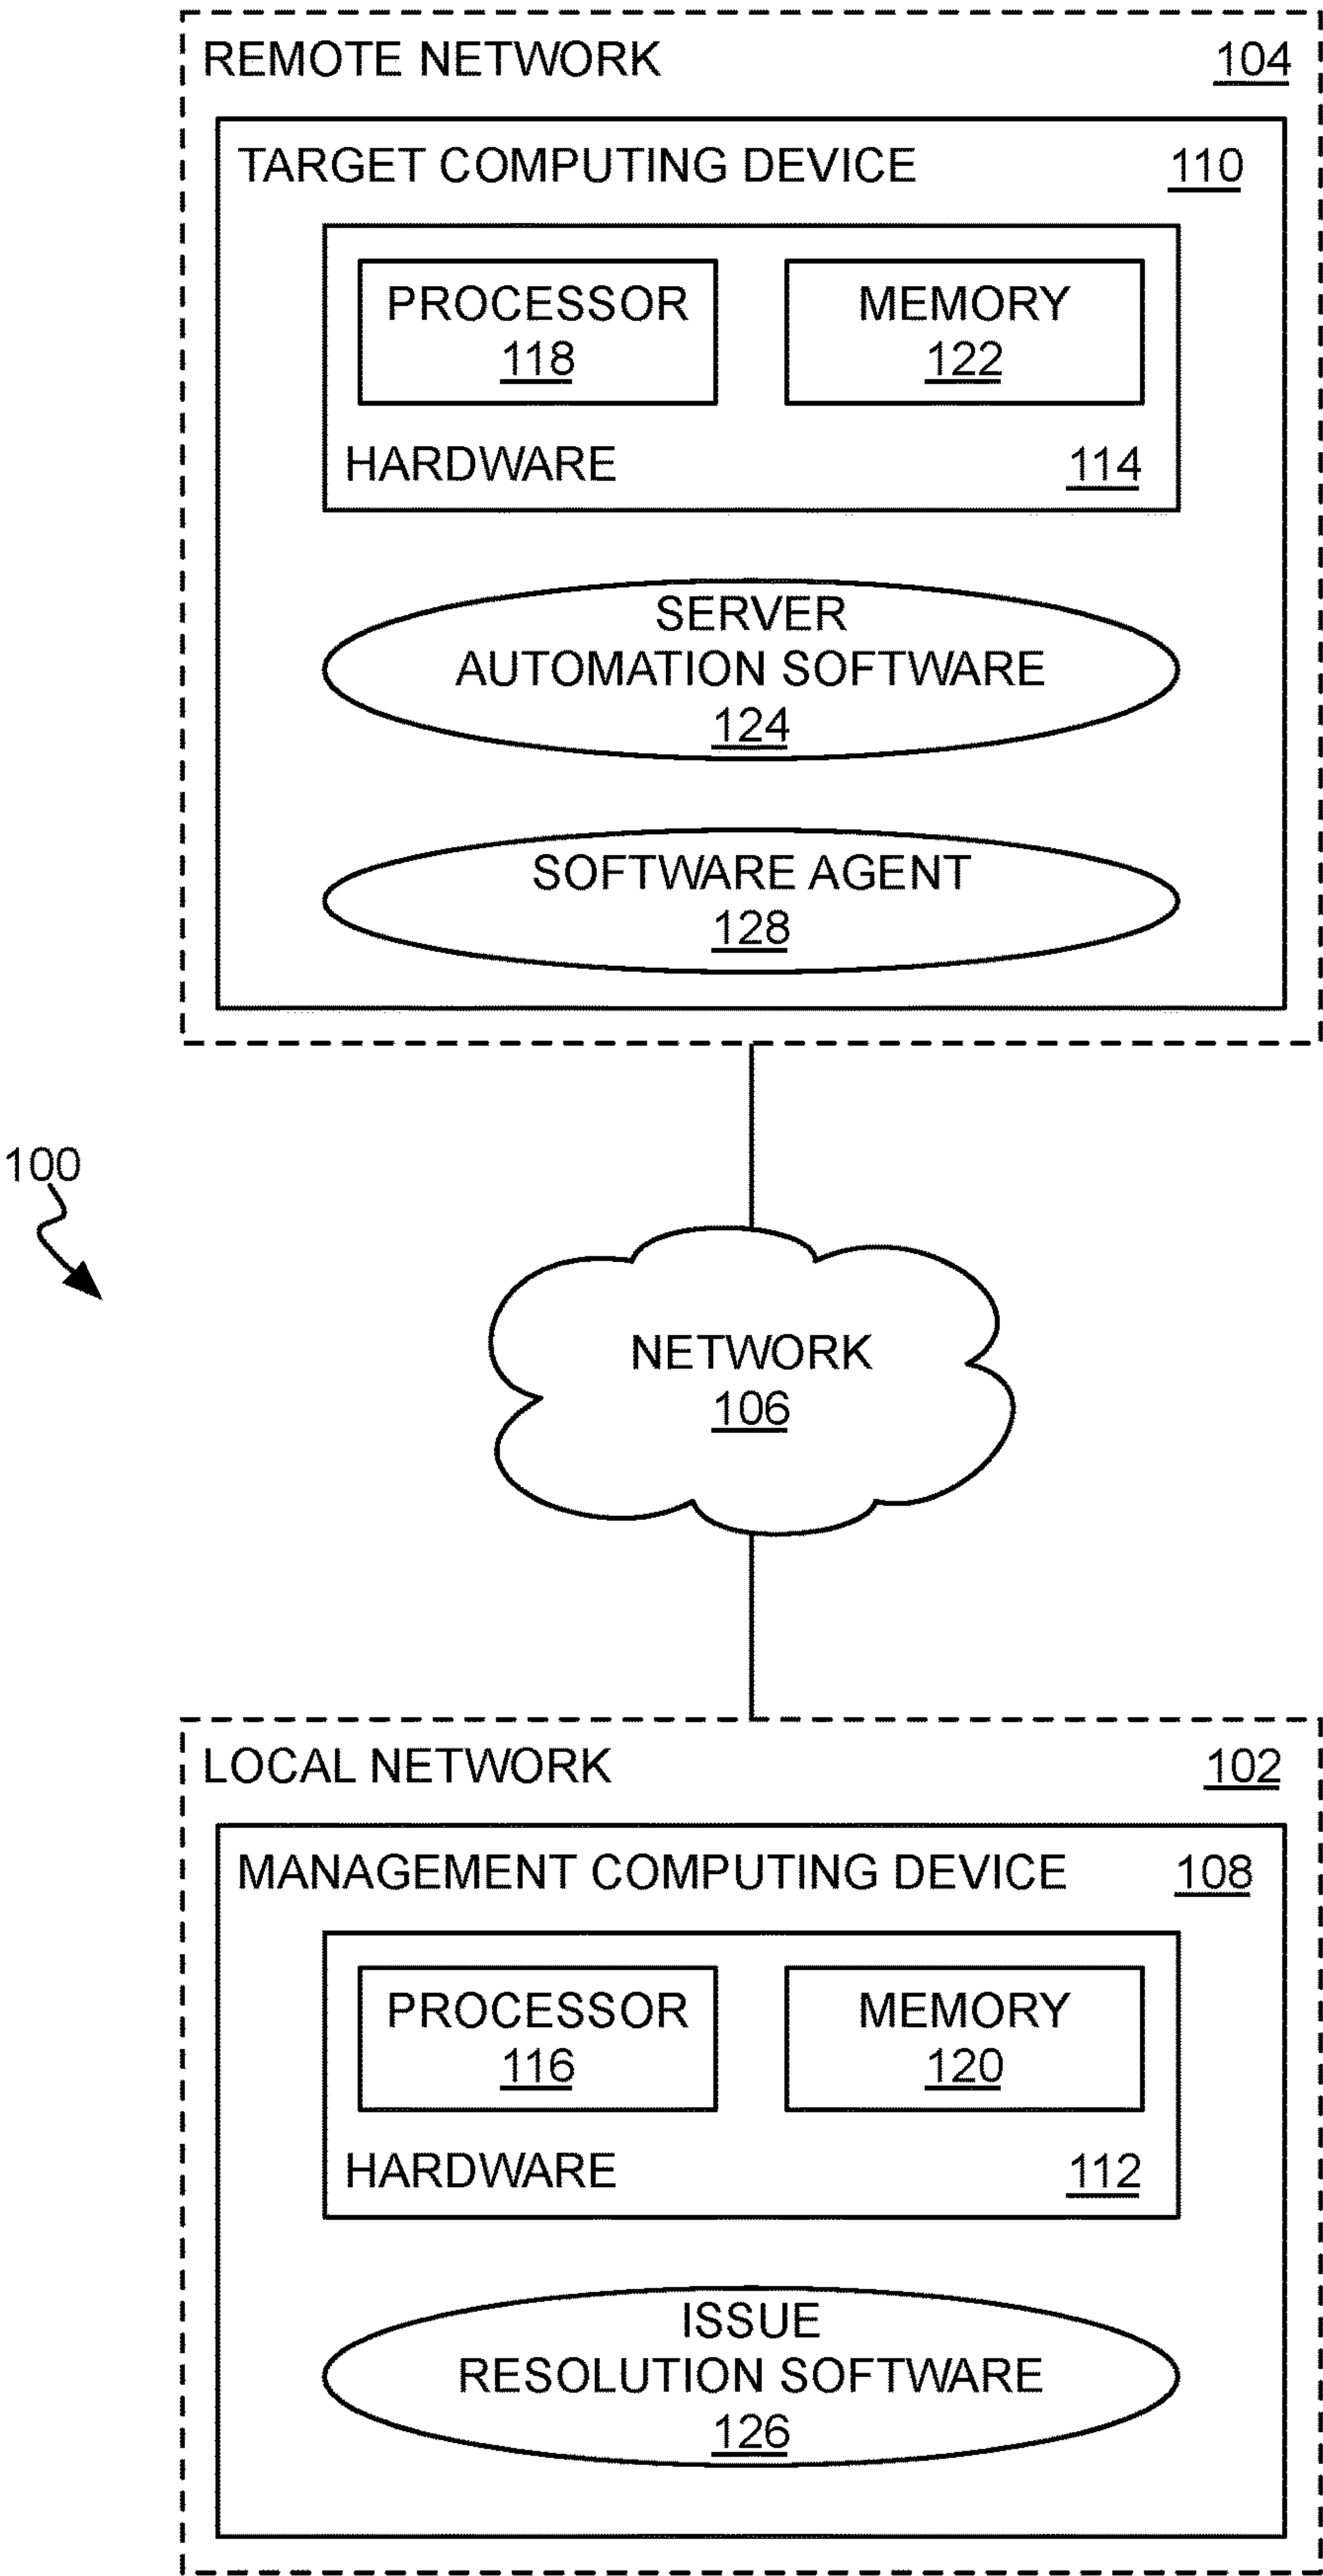 REMOTE NETWORK 104
TARGET COMPUTING DEVICE 110
PROCESSOR
118
MEMORY
122
HARDWARE 114
SERVER
AUTOMATION SOFTWARE
124
SOFTWARE AGENT
128
100
NETWORK
106
LOCAL NETWORK 102
MANAGEMENT COMPUTING DEVICE 108
PROCESSOR
116
MEMORY
120
HARDWARE 112
ISSUE
RESOLUTION SOFTWARE
126